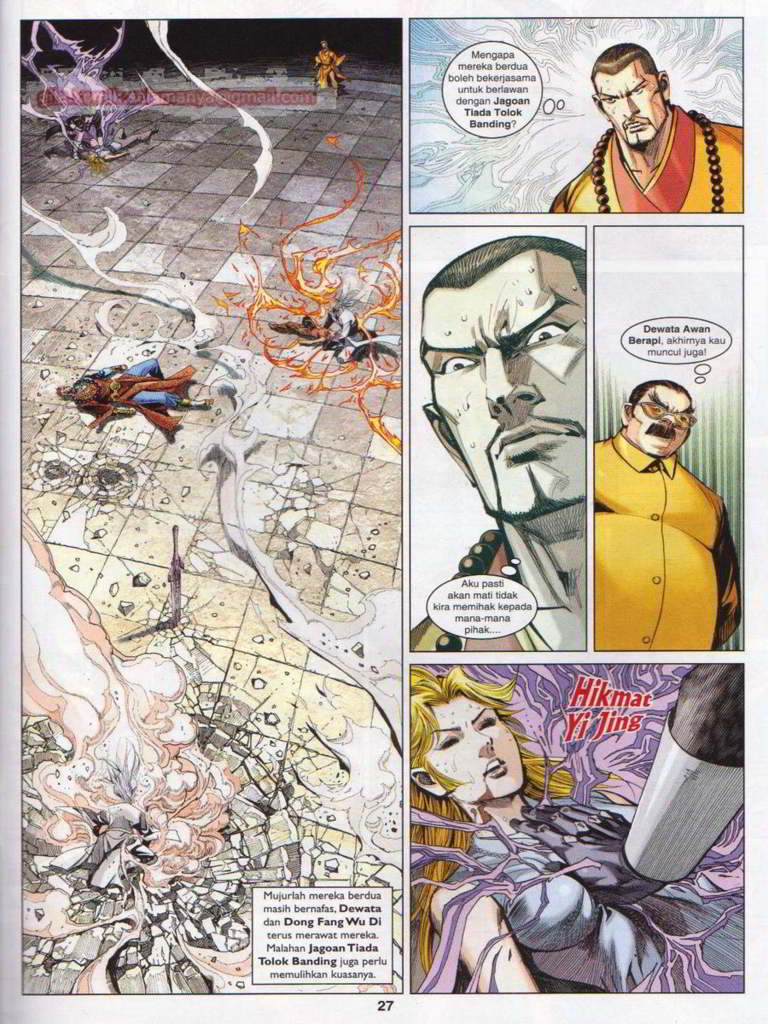 Mujurlah mereka berdua
masih bernafas, Dewata
dan Dong Fang Wu Di
terus merawat mereka.
Malahan Jagoan Tiada
Tolok Banding juga perlu
memulihkan kuasanya.
Mengapa
mereka berdua
boleh bekerjasama
untuk berlawan
dengan Jagoan
Tiada Tolok
Banding?
Aku pasti
akan mati tidak
kira memihak kepada
mana-mana
pihak....
Dewata Awan
Berapi, akhirnya kau
muncul juga!
Hikmat
Yi Jing
27